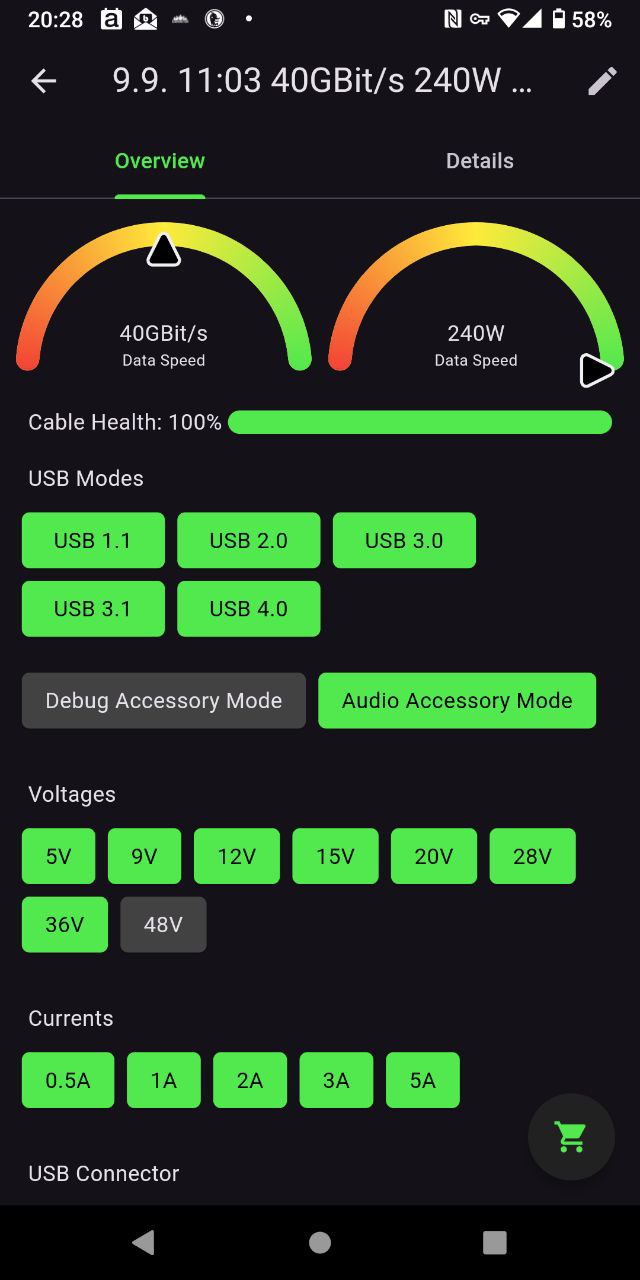 20:28 58%
9.9. 11:03 40GBit/s 240W ...
Overview Details
40GBit/s 240W
Data Speed Data Speed
Cable Health: 100%
USB Modes
USB 1.1 USB 2.0 USB 3.0
USB 3.1 USB 4.0
Debug Accessory Mode Audio Accessory Mode
Voltages
5V 9V 12V 15V 20V 28V
36V 48V
Currents
0.5A 1A 2A 3A 5A
USB Connector